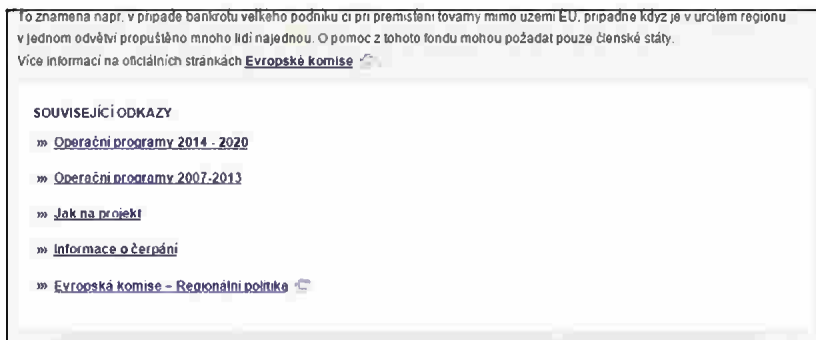 To znamená např. v případě bankrotu velkého podniku či při přemístění továrny mimo území EU, případně když je v určitém regionu
v jednom odvětví propuštěno mnoho lidí najednou. O pomoc z tohoto fondu mohou požádat pouze členské státy.
Více informací na oficiálních stránkách Evropské komise
SOUVISEJÍCÍ ODKAZY
»» Operační programy 2014 - 2020
»» Operační programy 2007-2013
»» Jak na projekt
»» Informace o čerpání
»» Evropská komise – Regionální politika